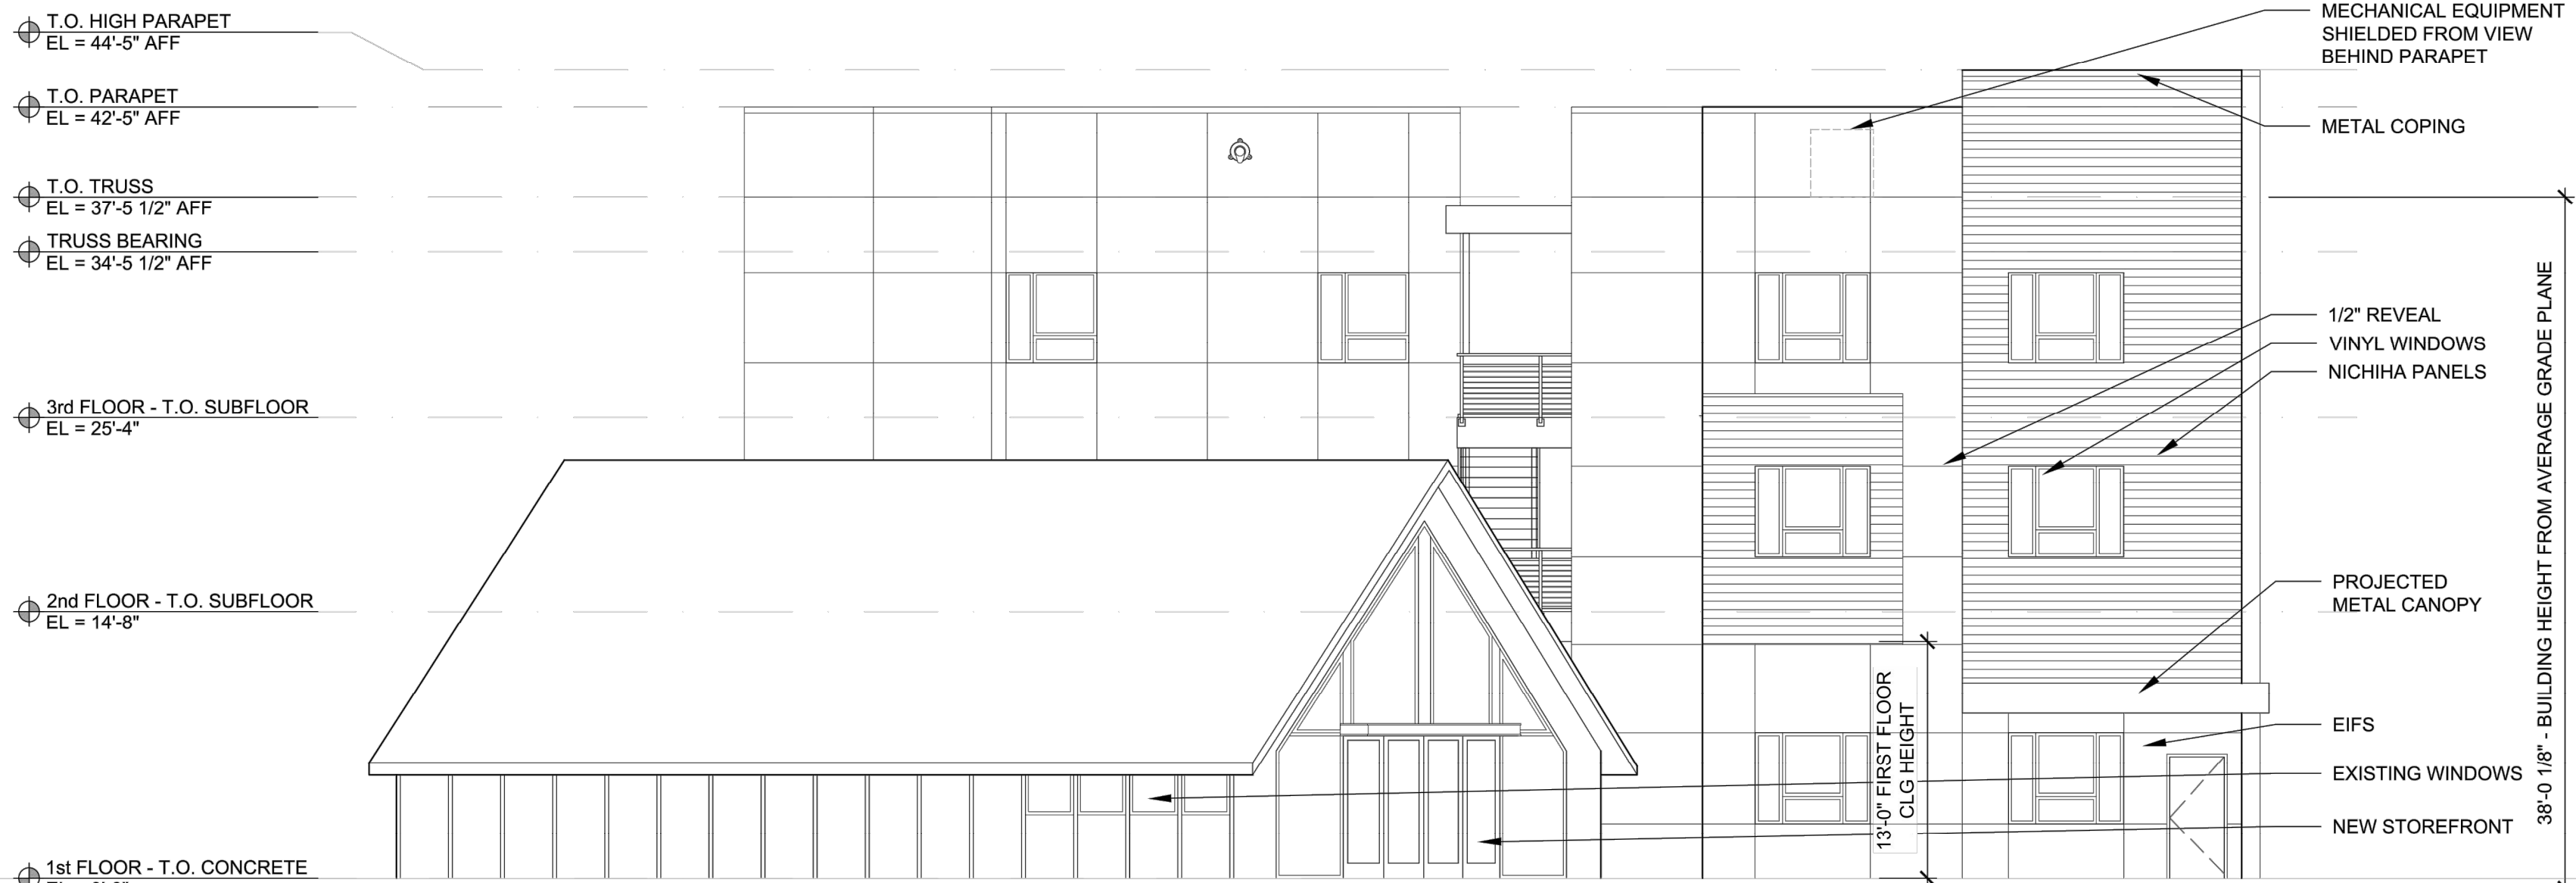 T.O. HIGH PARAPET
EL = 44'-5" AFF
T.O. PARAPET
EL = 42'-5" AFF
T.O. TRUSS
EL = 37'-5 1/2" AFF
TRUSS BEARING
EL = 34'-5 1/2" AFF
3rd FLOOR - T.O. SUBFLOOR
EL = 25'-4"
2nd FLOOR - T.O. SUBFLOOR
EL = 14'-8"
1st FLOOR - T.O. CONCRETE
MECHANICAL EQUIPMENT
SHIELDED FROM VIEW
BEHIND PARAPET
METAL COPING
1/2" REVEAL
VINYL WINDOWS
NICHIHA PANELS
PROJECTED
METAL CANOPY
EIFS
EXISTING WINDOWS
NEW STOREFRONT
13'-0" FIRST FLOOR
CLG HEIGHT
38'-0 1/8" - BUILDING HEIGHT FROM AVERAGE GRADE PLANE